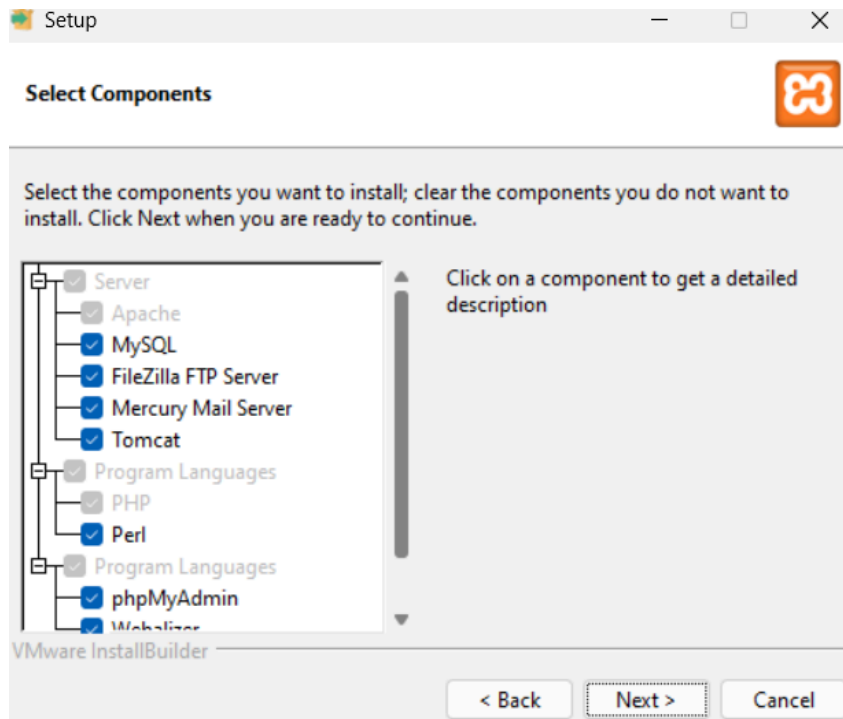 Setup
Select Components
Select the components you want to install; clear the components you do not want to
install. Click Next when you are ready to continue.
Server
Apache
MySQL
FileZilla FTP Server
Mercury Mail Server
Tomcat
Program Languages
PHP
Perl
Program Languages
phpMyAdmin
Webalizer
Click on a component to get a detailed
description
VMware InstallBuilder
< Back
Next >
Cancel